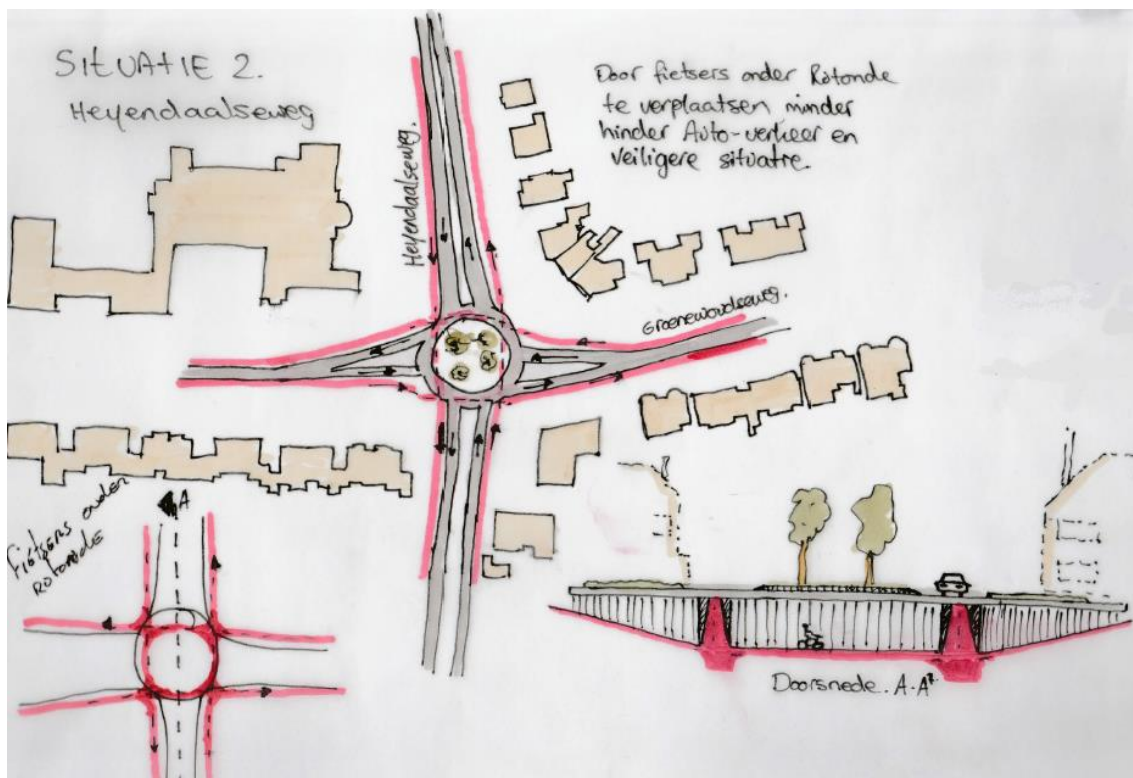 SITUATIE 2.
Heyendaalseweg
Door fietsers onder Rotonde
te verplaatsen minder
hinder Auto-verkeer en
veiligere situatie.
Heyendaalseweg.
Groenewoudseweg.
Fietsers onder
ROTONDE
A
Doorsnede. A-A